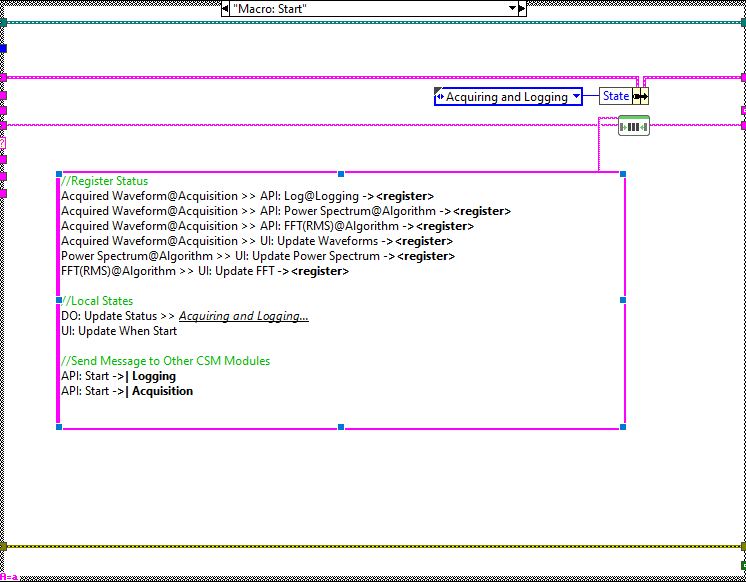 "Macro: Start"
Acquiring and Logging
State
?
//Register Status
Acquired Waveform@Acquisition >> API: Log@Logging -><register>
Acquired Waveform@Acquisition >> API: Power Spectrum@Algorithm -><register>
Acquired Waveform@Acquisition >> API: FFT(RMS)@Algorithm -><register>
Acquired Waveform@Acquisition >> UI: Update Waveforms -><register>
Power Spectrum@Algorithm >> UI: Update Power Spectrum -><register>
FFT(RMS)@Algorithm >> UI: Update FFT -><register>
//Local States
DO: Update Status >> Acquiring and Logging...
UI: Update When Start
//Send Message to Other CSM Modules
API: Start ->| Logging
API: Start ->| Acquisition
A=a